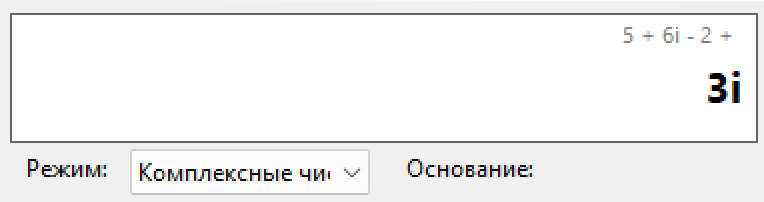 5 + 6i - 2 +
3i
Режим: Комплексные чи Основание: